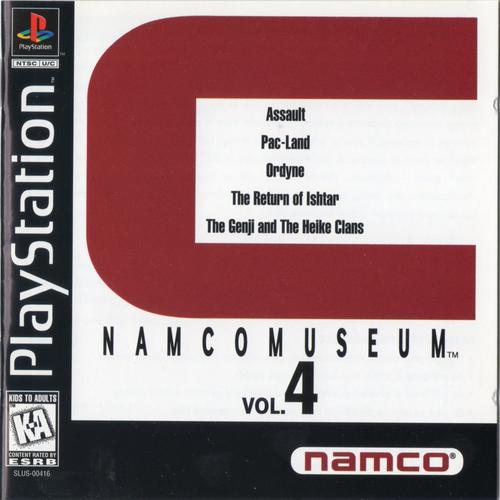 PlayStation
NTSC U/C
PlayStation
Assault
Pac-Land
Ordyne
The Return of Ishtar
The Genji and The Heike Clans
NAMCOMUSEUM™
VOL.4
KIDS TO ADULTS
K-A
CONTENT RATED BY
ESRB
SLUS-00416
namco®